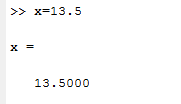 >> x=13.5
x =
13.5000